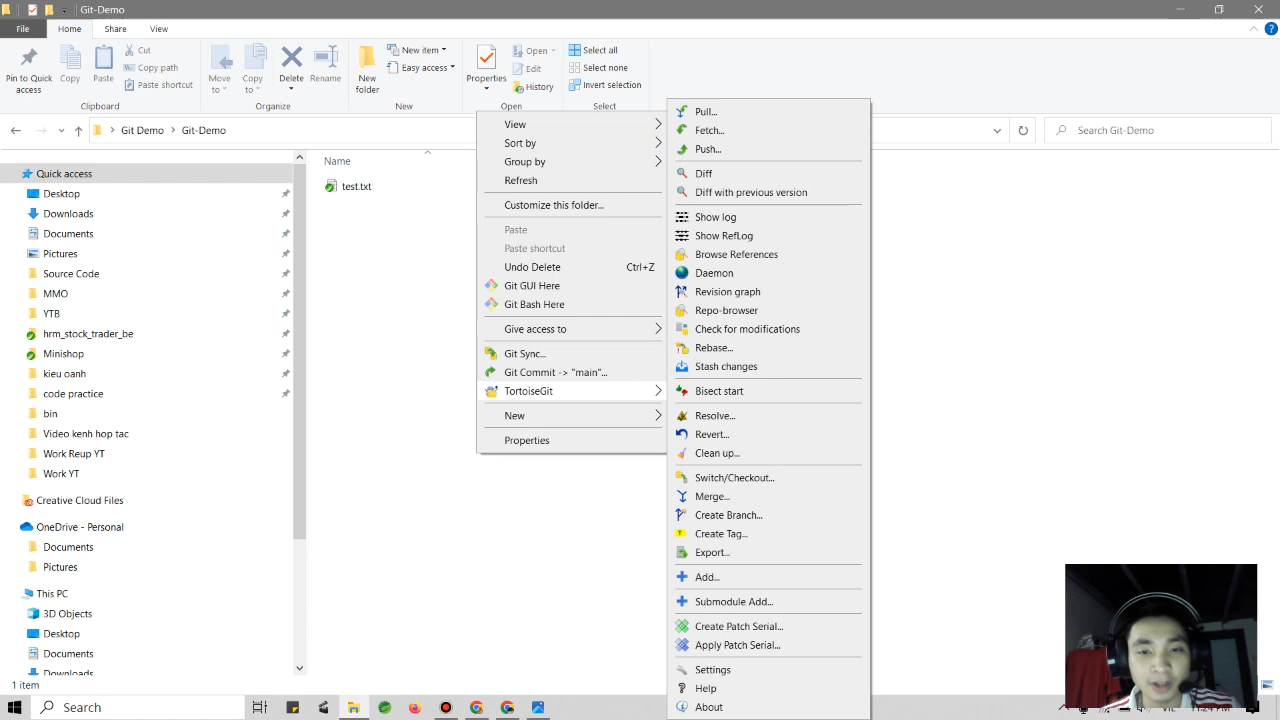 Git-Demo
File Home Share View
Pin to Quick access
Copy
Paste
Cut
Copy path
Paste shortcut
Clipboard
Move to
Copy to
Delete
Rename
Organize
New folder
New item
Easy access
New
Properties
Open
Edit
History
Open
Select all
Select none
Invert selection
Select
Git Demo Git-Demo
Search Git-Demo
Quick access
Desktop
Downloads
Documents
Pictures
Source Code
MMO
YTB
hrm_stock_trader_be
Minishop
kieu oanh
code practice
bin
Video kenh hop tac
Work Reup YT
Work YT
Creative Cloud Files
OneDrive - Personal
Documents
Pictures
This PC
3D Objects
Desktop
Documents
Downloads
Name
test.txt
View
Sort by
Group by
Refresh
Customize this folder...
Paste
Paste shortcut
Undo Delete Ctrl+Z
Git GUI Here
Git Bash Here
Give access to
Git Sync...
Git Commit -> "main"...
TortoiseGit
New
Properties
Pull...
Fetch...
Push...
Diff
Diff with previous version
Show log
Show RefLog
Browse References
Daemon
Revision graph
Repo-browser
Check for modifications
Rebase...
Stash changes
Bisect start
Resolve...
Revert...
Clean up...
Switch/Checkout...
Merge...
Create Branch...
Create Tag...
Export...
Add...
Submodule Add...
Create Patch Serial...
Apply Patch Serial...
Settings
Help
About
1 item
Search